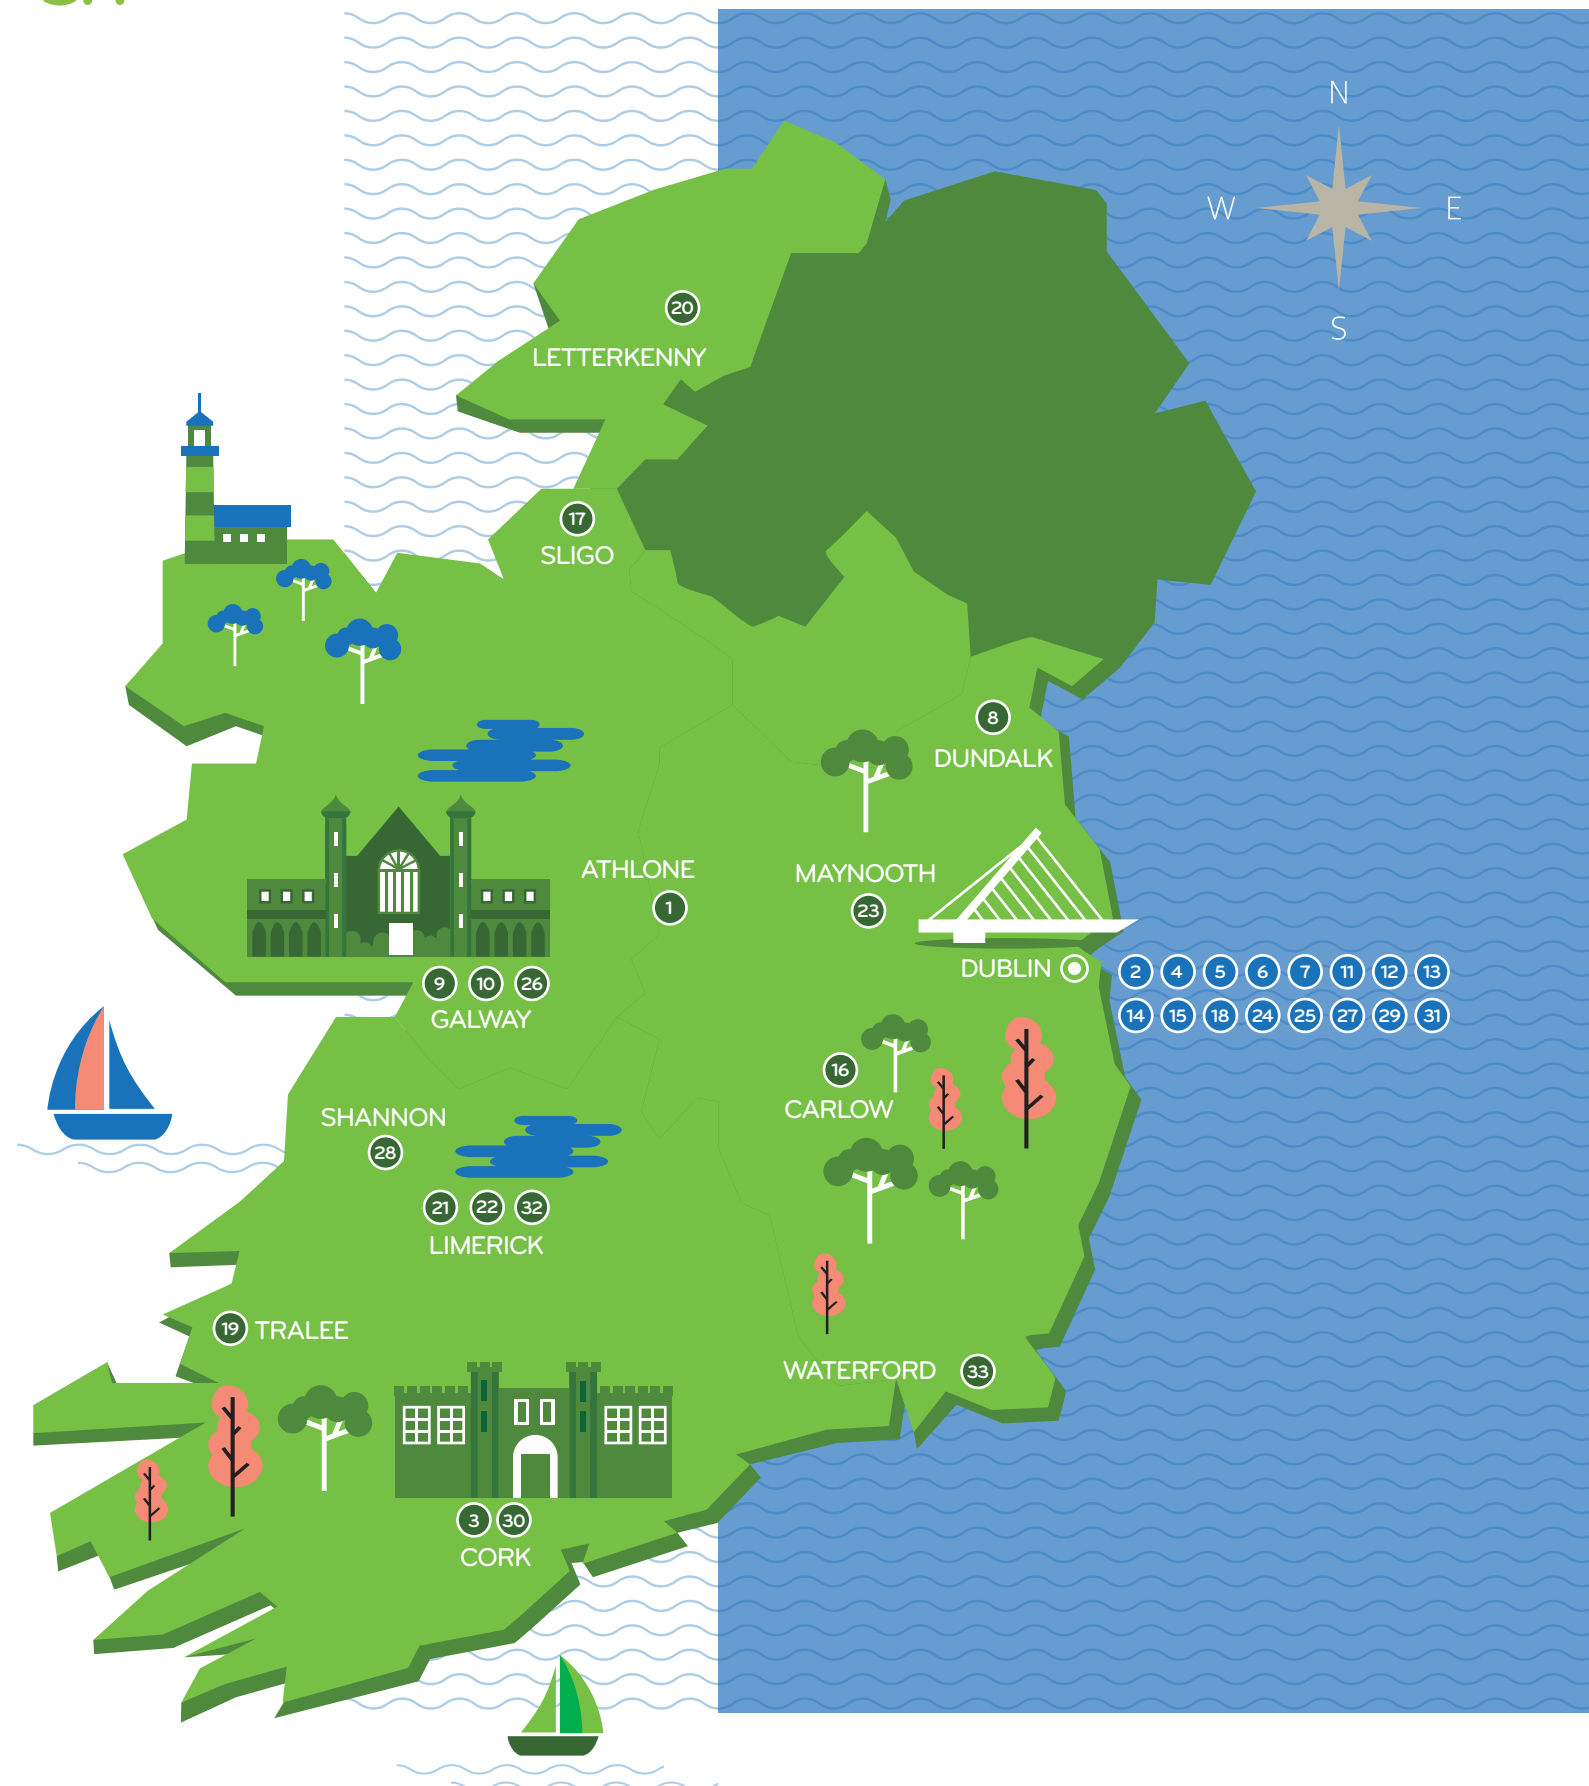 N
W E
S
20
LETTERKENNY
17
SLIGO
8
DUNDALK
ATHLONE
1
MAYNOOTH
23
DUBLIN
2 4 5 6 7 11 12 13
14 15 18 24 25 27 29 31
9 10 26
GALWAY
16
CARLOW
SHANNON
28
21 22 32
LIMERICK
19 TRALEE
WATERFORD 33
3 30
CORK